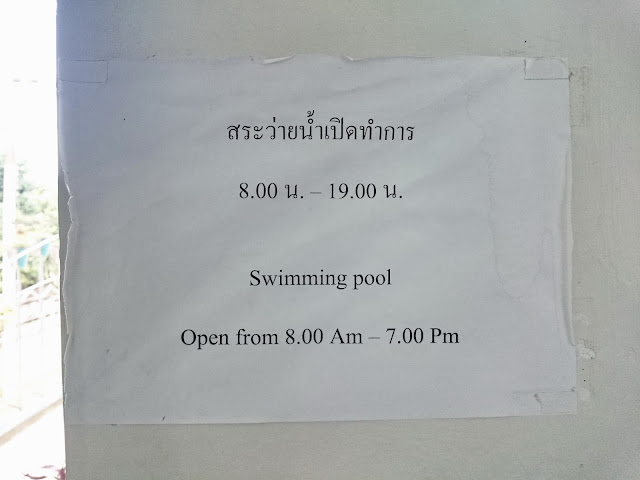 สระว่ายน้ำเปิดทำการ
8.00 น. – 19.00 น.
Swimming pool
Open from 8.00 Am – 7.00 Pm